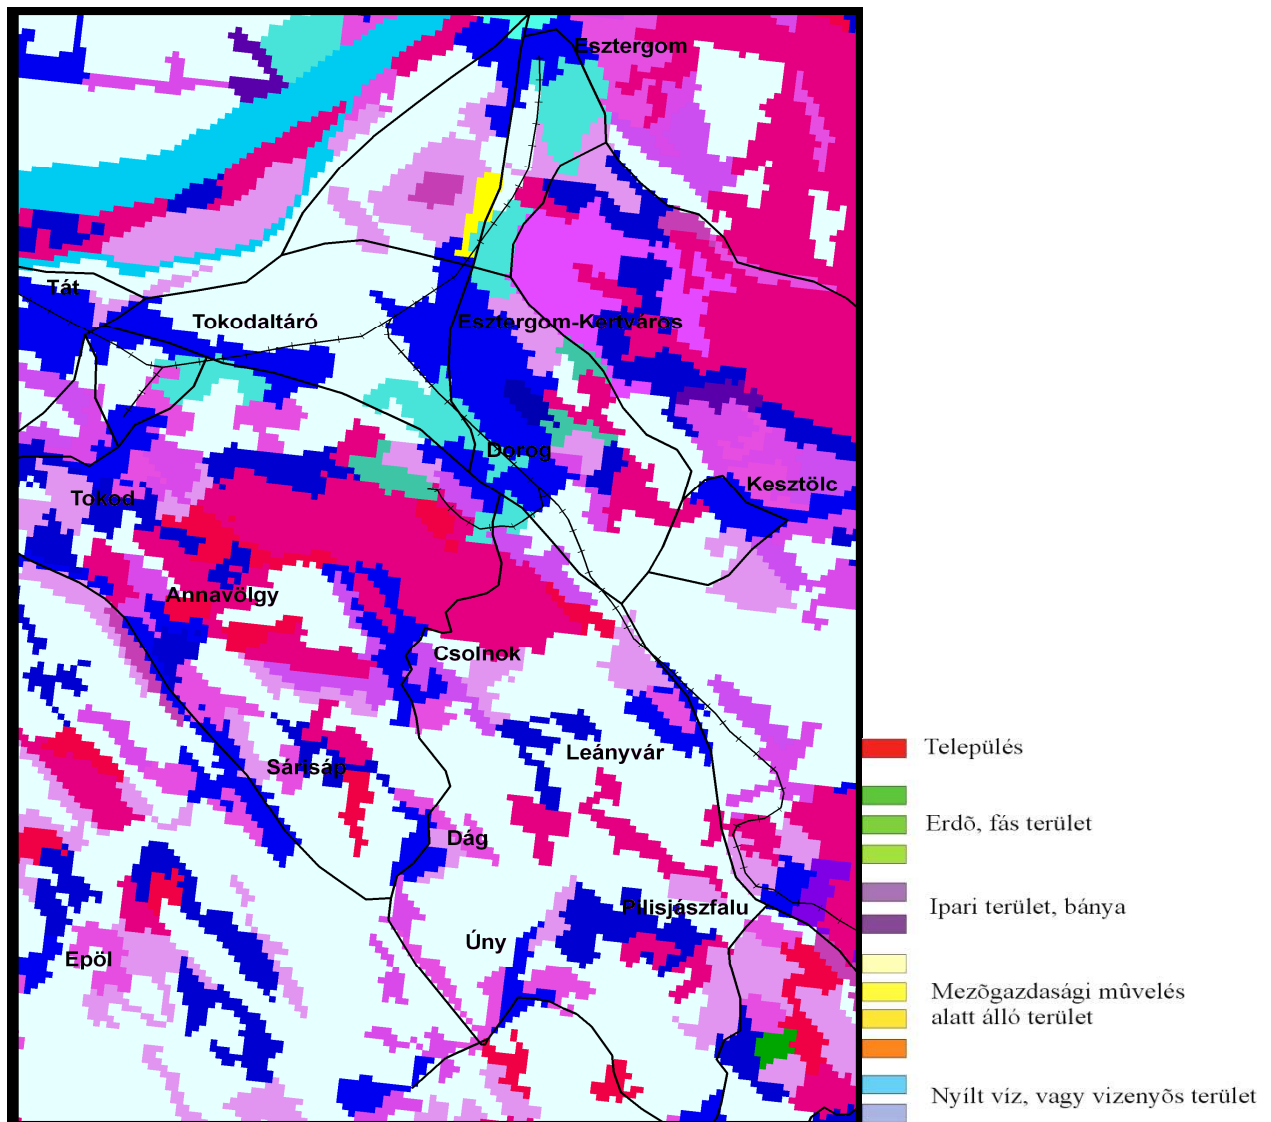 Esztergom
Tát
Tokodaltáró
Esztergom-Kertváros
Dorog
Kesztölc
Tokod
Annavölgy
Csolnok
Leányvár
Sárisáp
Dág
Pilisjászfalu
Úny
Epöl
Település
Erdõ, fás terület
Ipari terület, bánya
Mezõgazdasági mûvelés
alatt álló terület
Nyílt víz, vagy vizenyõs terület